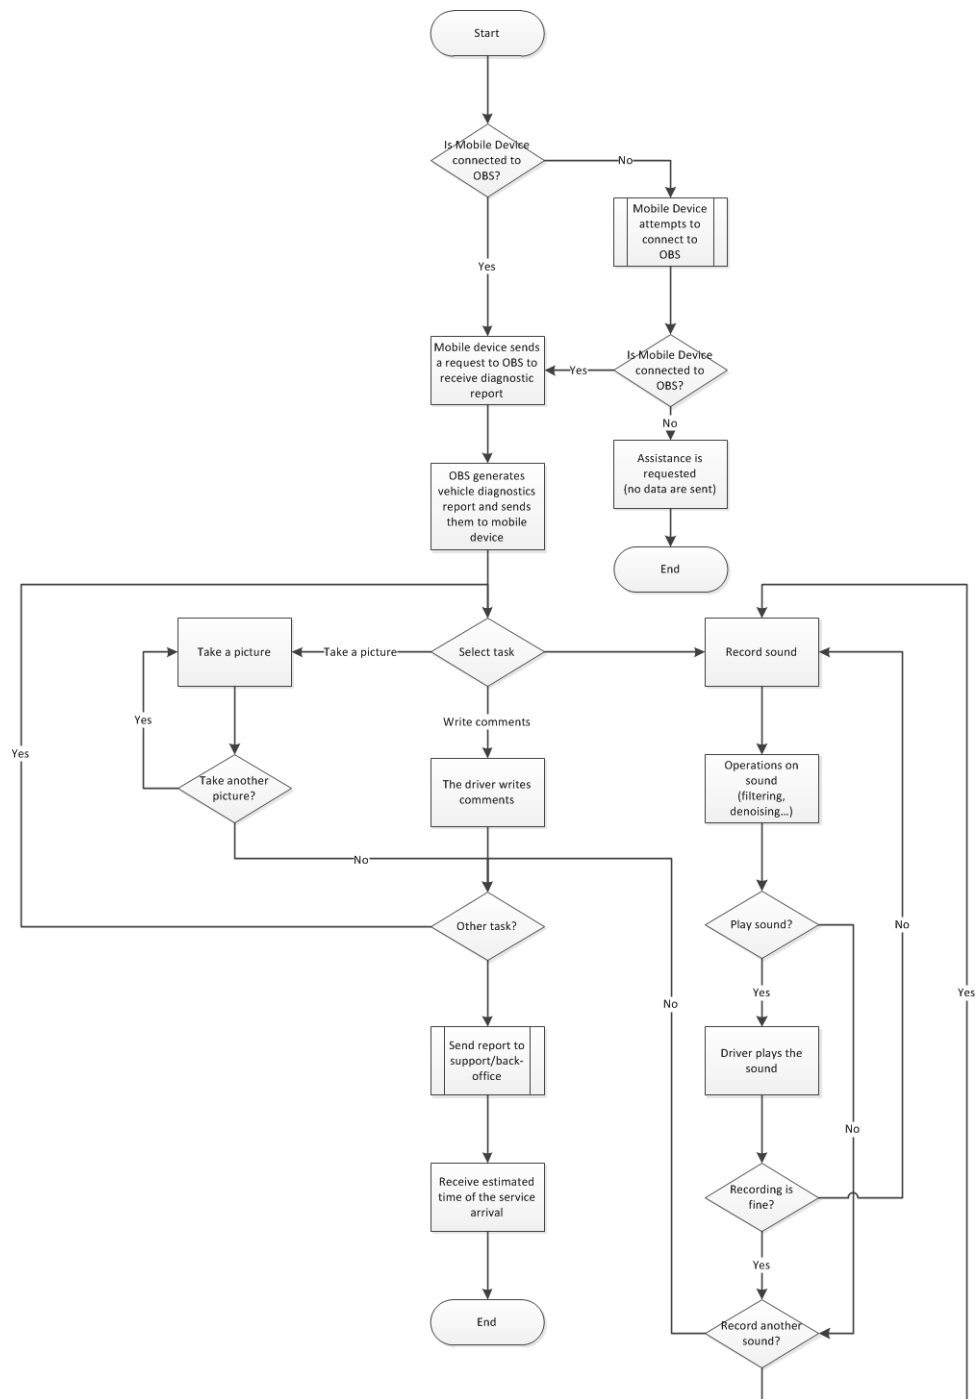 Start
Is Mobile Device
connected to
OBS?
No
Mobile Device
attempts to
connect to
OBS
Yes
Mobile device sends
a request to OBS to
receive diagnostic
report
Yes
Is Mobile Device
connected to
OBS?
No
Assistance is
requested
(no data are sent)
OBS generates
vehicle diagnostics
report and sends
them to mobile
device
End
Take a picture
Take a picture
Select task
Record sound
Yes
Write comments
Yes
Take another
picture?
The driver writes
comments
Operations on
sound
(filtering,
denoising...)
No
Other task?
Play sound?
No
Yes
No
Yes
Send report to
support/back-
office
Driver plays the
sound
No
Receive estimated
time of the service
arrival
Recording is
fine?
Yes
End
Record another
sound?